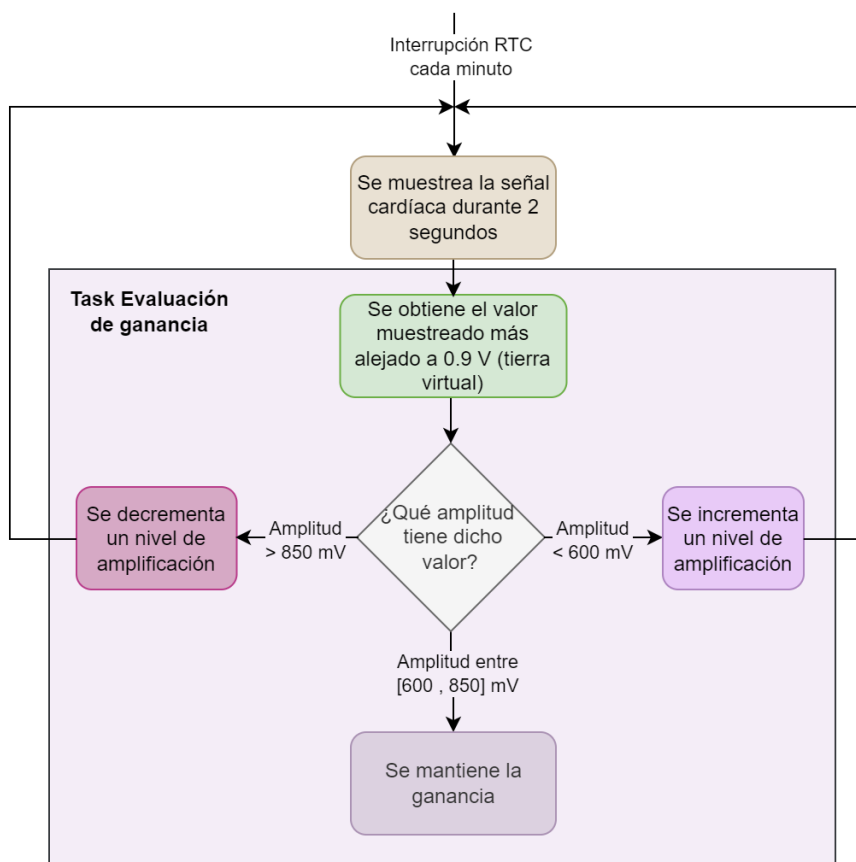 Interrupción RTC
cada minuto
Se muestrea la señal
cardíaca durante 2
segundos
Task Evaluación
de ganancia
Se obtiene el valor
muestreado más
alejado a 0.9 V (tierra
virtual)
¿Qué amplitud
tiene dicho
valor?
Amplitud
> 850 mV
Se decrementa
un nivel de
amplificación
Amplitud
< 600 mV
Se incrementa
un nivel de
amplificación
Amplitud entre
[600 , 850] mV
Se mantiene la
ganancia